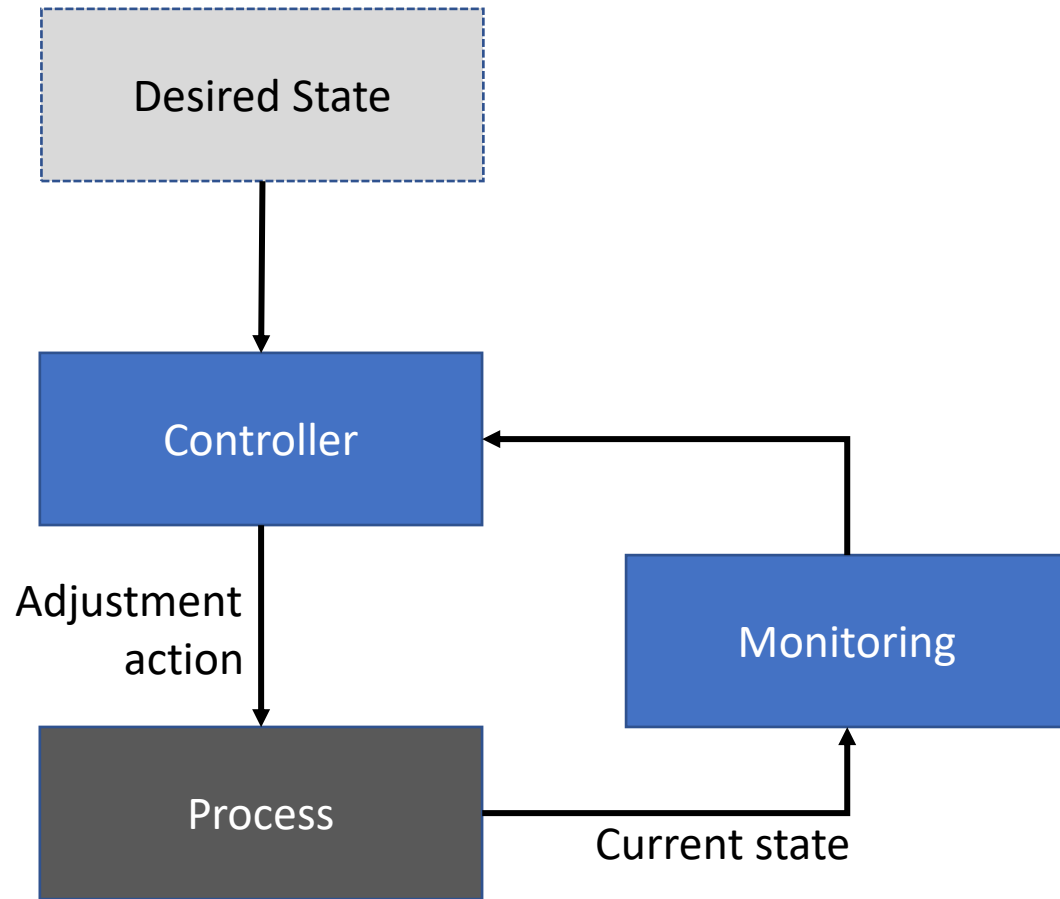 Desired State
Controller
Adjustment
action
Monitoring
Process
Current state